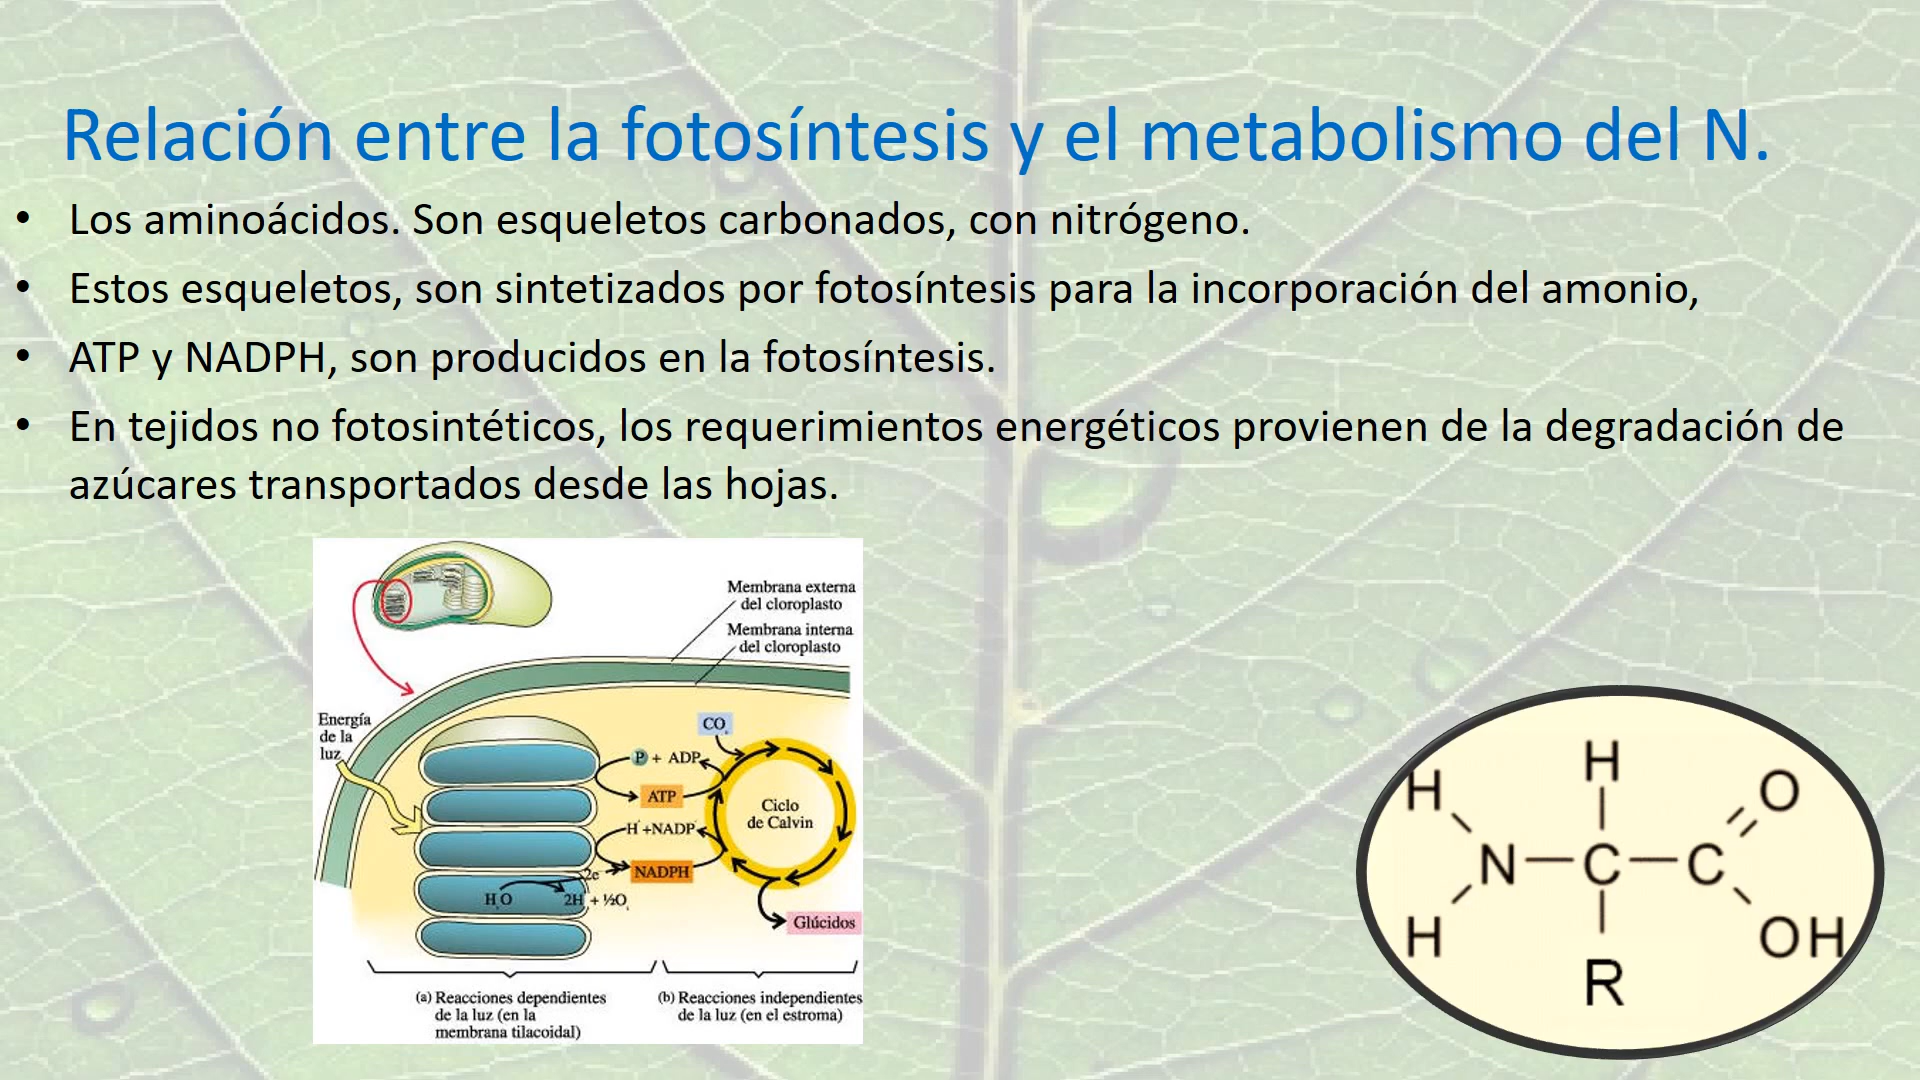 Relación entre la fotosíntesis y el metabolismo del N.
• Los aminoácidos. Son esqueletos carbonados, con nitrógeno.
• Estos esqueletos, son sintetizados por fotosíntesis para la incorporación del amonio,
• ATP y NADPH, son producidos en la fotosíntesis.
• En tejidos no fotosintéticos, los requerimientos energéticos provienen de la degradación de
azúcares transportados desde las hojas.
Membrana externa
del cloroplasto
Membrana interna
del cloroplasto
Energía
de la
luz
CO₂
P + ADP
ATP
H⁺+NADP⁺
NADPH
2e⁻
H₂O
2H⁺ + ½O₂
Ciclo
de Calvin
Glúcidos
(a) Reacciones dependientes
de la luz (en la
membrana tilacoidal)
(b) Reacciones independientes
de la luz (en el estroma)
H
H
O
N
C
C
H
OH
R